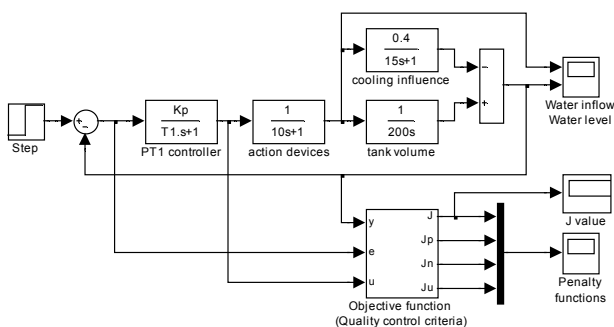 0.4
15s+1
cooling influence
−
+
Water inflow
Water level
Step
+
−
Kp
T1.s+1
PT1 controller
1
10s+1
action devices
1
200s
tank volume
J value
y
e
u
J
Jp
Jn
Ju
Objective function
(Quality control criteria)
Penalty
functions